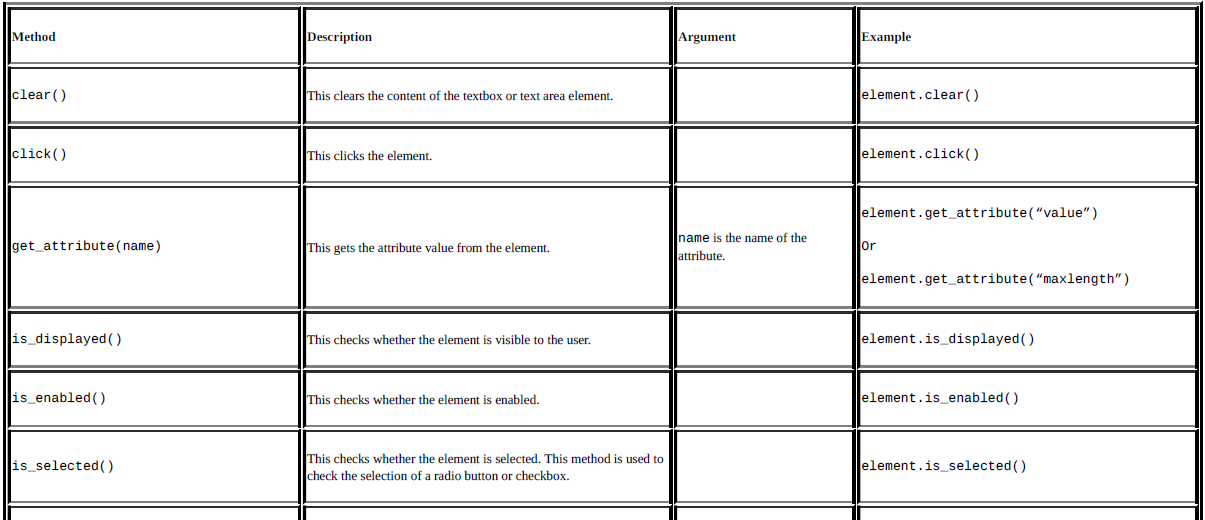 Method Description Argument Example
clear() This clears the content of the textbox or text area element. element.clear()
click() This clicks the element. element.click()
get_attribute(name) This gets the attribute value from the element. name is the name of the
attribute. element.get_attribute(“value”)
Or
element.get_attribute(“maxlength”)
is_displayed() This checks whether the element is visible to the user. element.is_displayed()
is_enabled() This checks whether the element is enabled. element.is_enabled()
is_selected() This checks whether the element is selected. This method is used to
check the selection of a radio button or checkbox. element.is_selected()